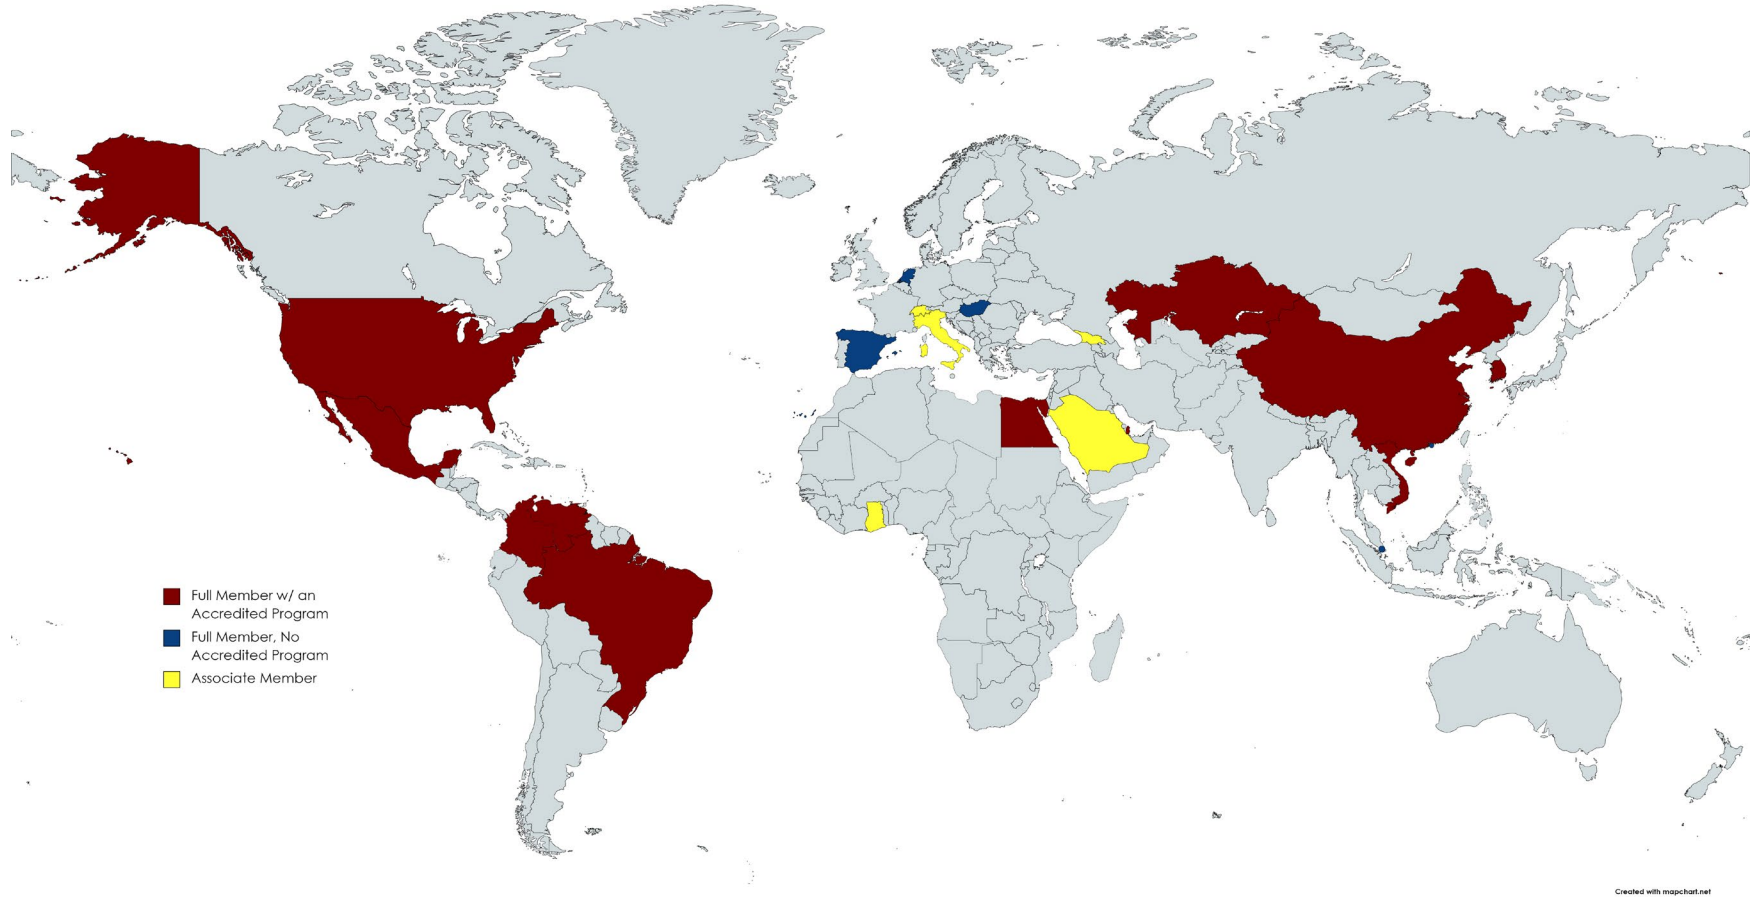 Full Member w/ an
Accredited Program
Full Member, No
Accredited Program
Associate Member
Created with mapchart.net